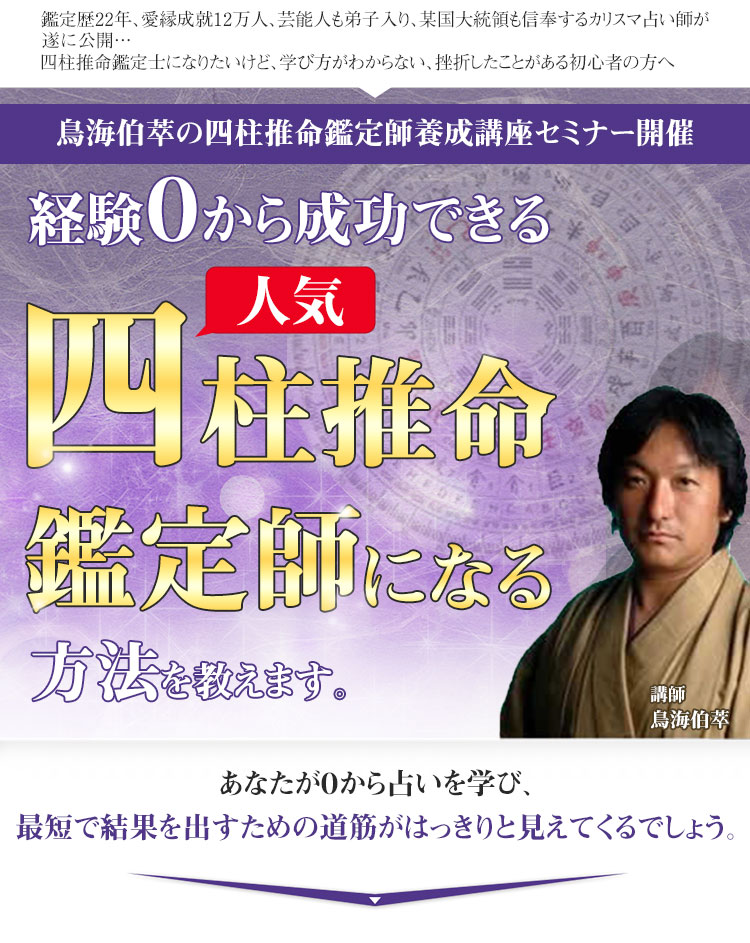 鑑定歴22年、愛縁成就12万人、芸能人も弟子入り、某国大統領も信奉するカリスマ占い師が
遂に公開…
四柱推命鑑定士になりたいけど、学び方がわからない、挫折したことがある初心者の方へ
鳥海伯萃の四柱推命鑑定師養成講座セミナー開催
経験0から成功できる
人気
四柱推命
鑑定師になる
方法を教えます。
講師
鳥海伯萃
あなたが0から占いを学び、
最短で結果を出すための道筋がはっきりと見えてくるでしょう。